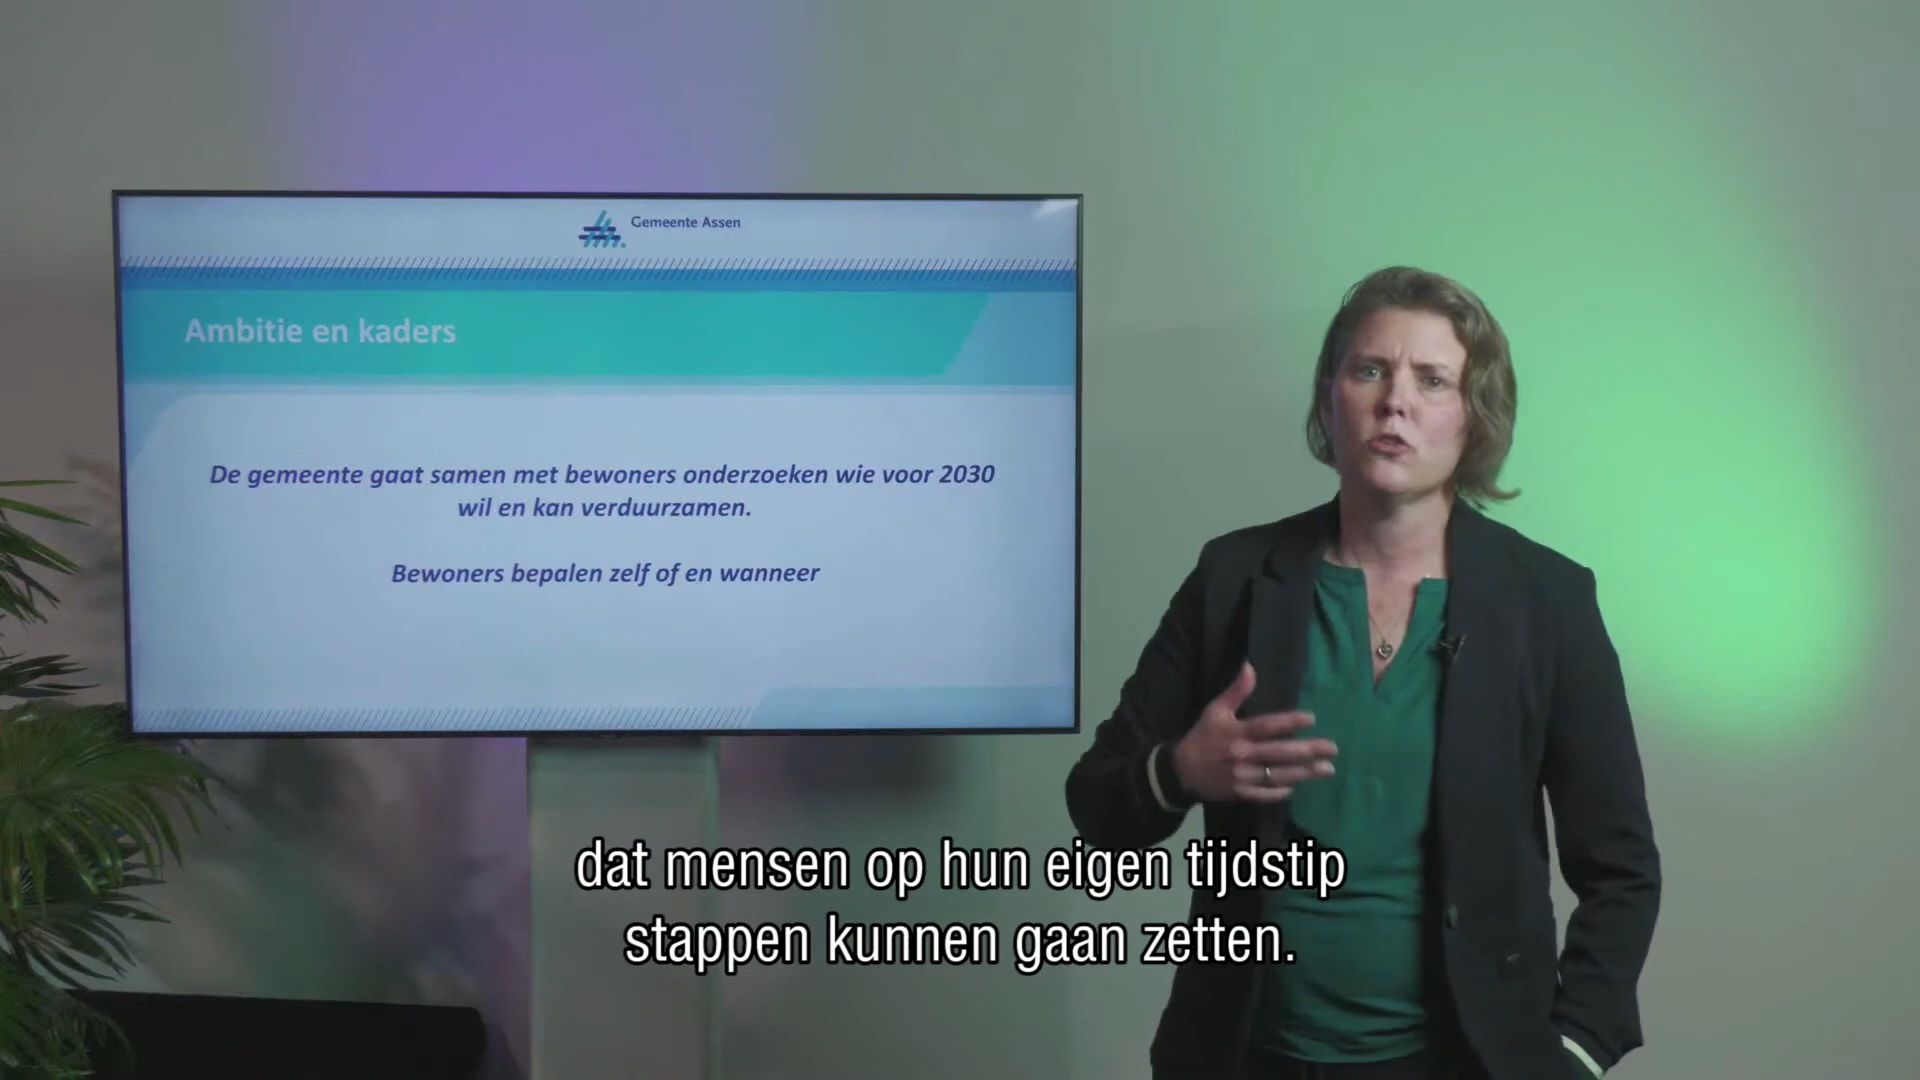 Gemeente Assen
Ambitie en kaders
De gemeente gaat samen met bewoners onderzoeken wie voor 2030
wil en kan verduurzamen.
Bewoners bepalen zelf of en wanneer
dat mensen op hun eigen tijdstip
stappen kunnen gaan zetten.